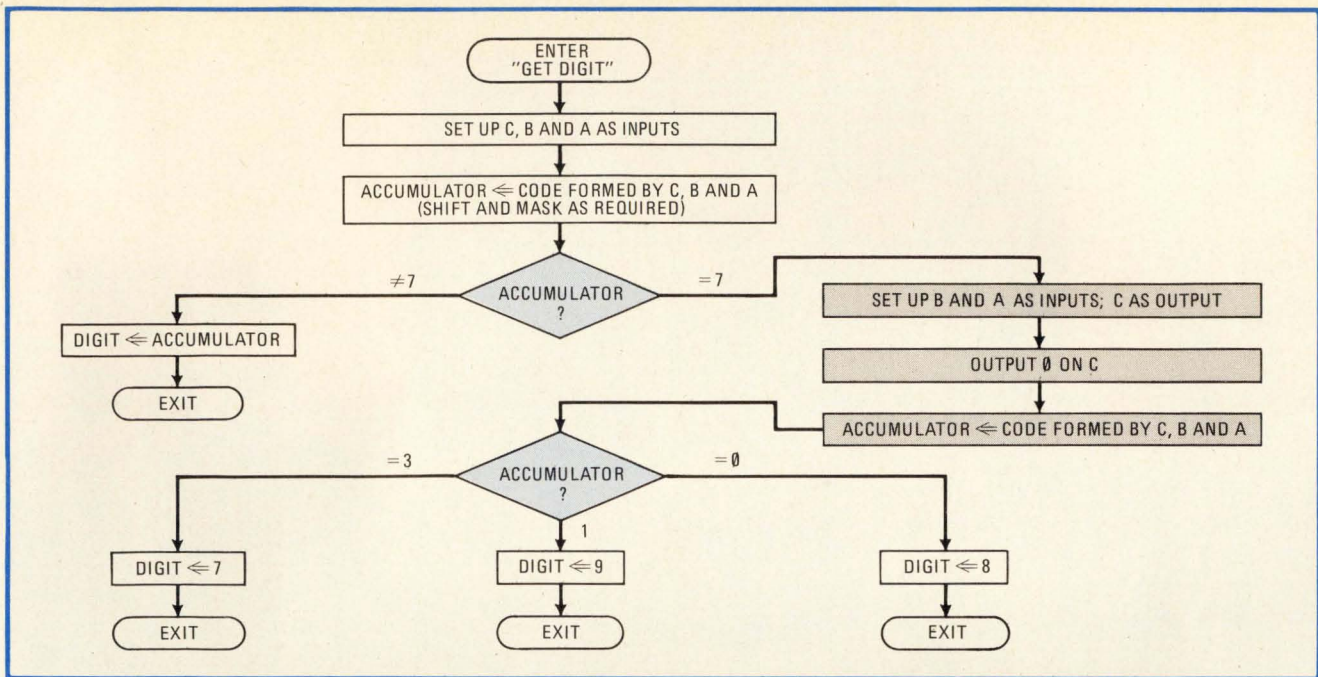 ENTER
"GET DIGIT"
SET UP C, B AND A AS INPUTS
ACCUMULATOR ⇐ CODE FORMED BY C, B AND A
(SHIFT AND MASK AS REQUIRED)
≠7
ACCUMULATOR
?
=7
DIGIT ⇐ ACCUMULATOR
EXIT
SET UP B AND A AS INPUTS; C AS OUTPUT
OUTPUT Ø ON C
ACCUMULATOR ⇐ CODE FORMED BY C, B AND A
=3
ACCUMULATOR
?
=Ø
1
DIGIT ⇐ 7
DIGIT ⇐ 9
DIGIT ⇐ 8
EXIT
EXIT
EXIT